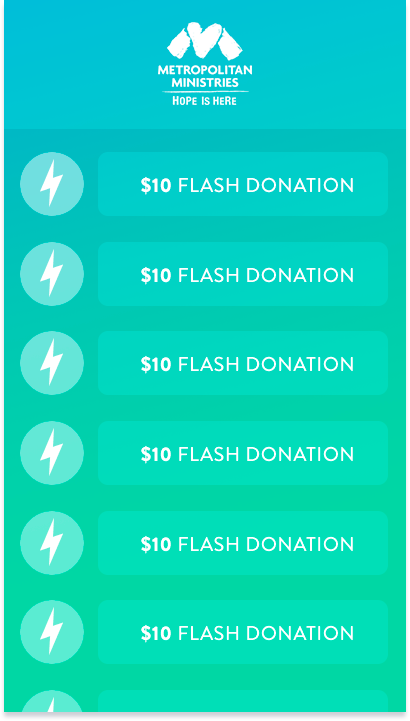 METROPOLITAN
MINISTRIES
HOPE IS HERE
$10 FLASH DONATION
$10 FLASH DONATION
$10 FLASH DONATION
$10 FLASH DONATION
$10 FLASH DONATION
$10 FLASH DONATION